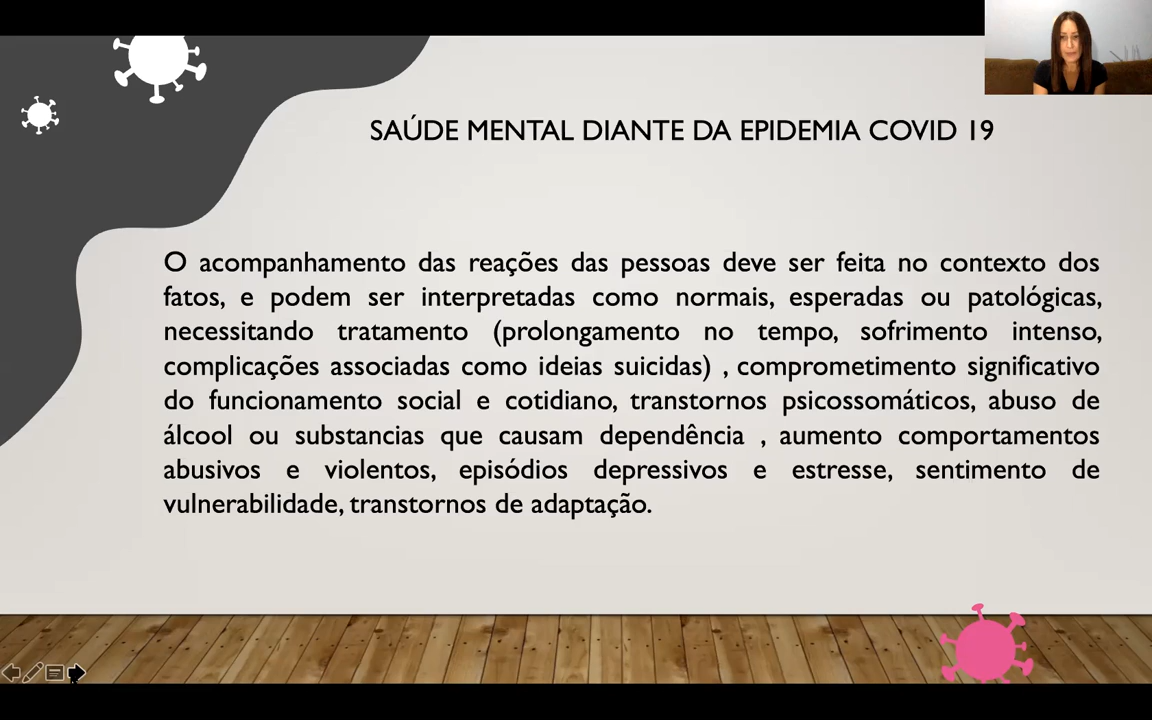 SAÚDE MENTAL DIANTE DA EPIDEMIA COVID 19
O acompanhamento das reações das pessoas deve ser feita no contexto dos
fatos, e podem ser interpretadas como normais, esperadas ou patológicas,
necessitando tratamento (prolongamento no tempo, sofrimento intenso,
complicações associadas como ideias suicidas) , comprometimento significativo
do funcionamento social e cotidiano, transtornos psicossomáticos, abuso de
álcool ou substancias que causam dependência , aumento comportamentos
abusivos e violentos, episódios depressivos e estresse, sentimento de
vulnerabilidade, transtornos de adaptação.